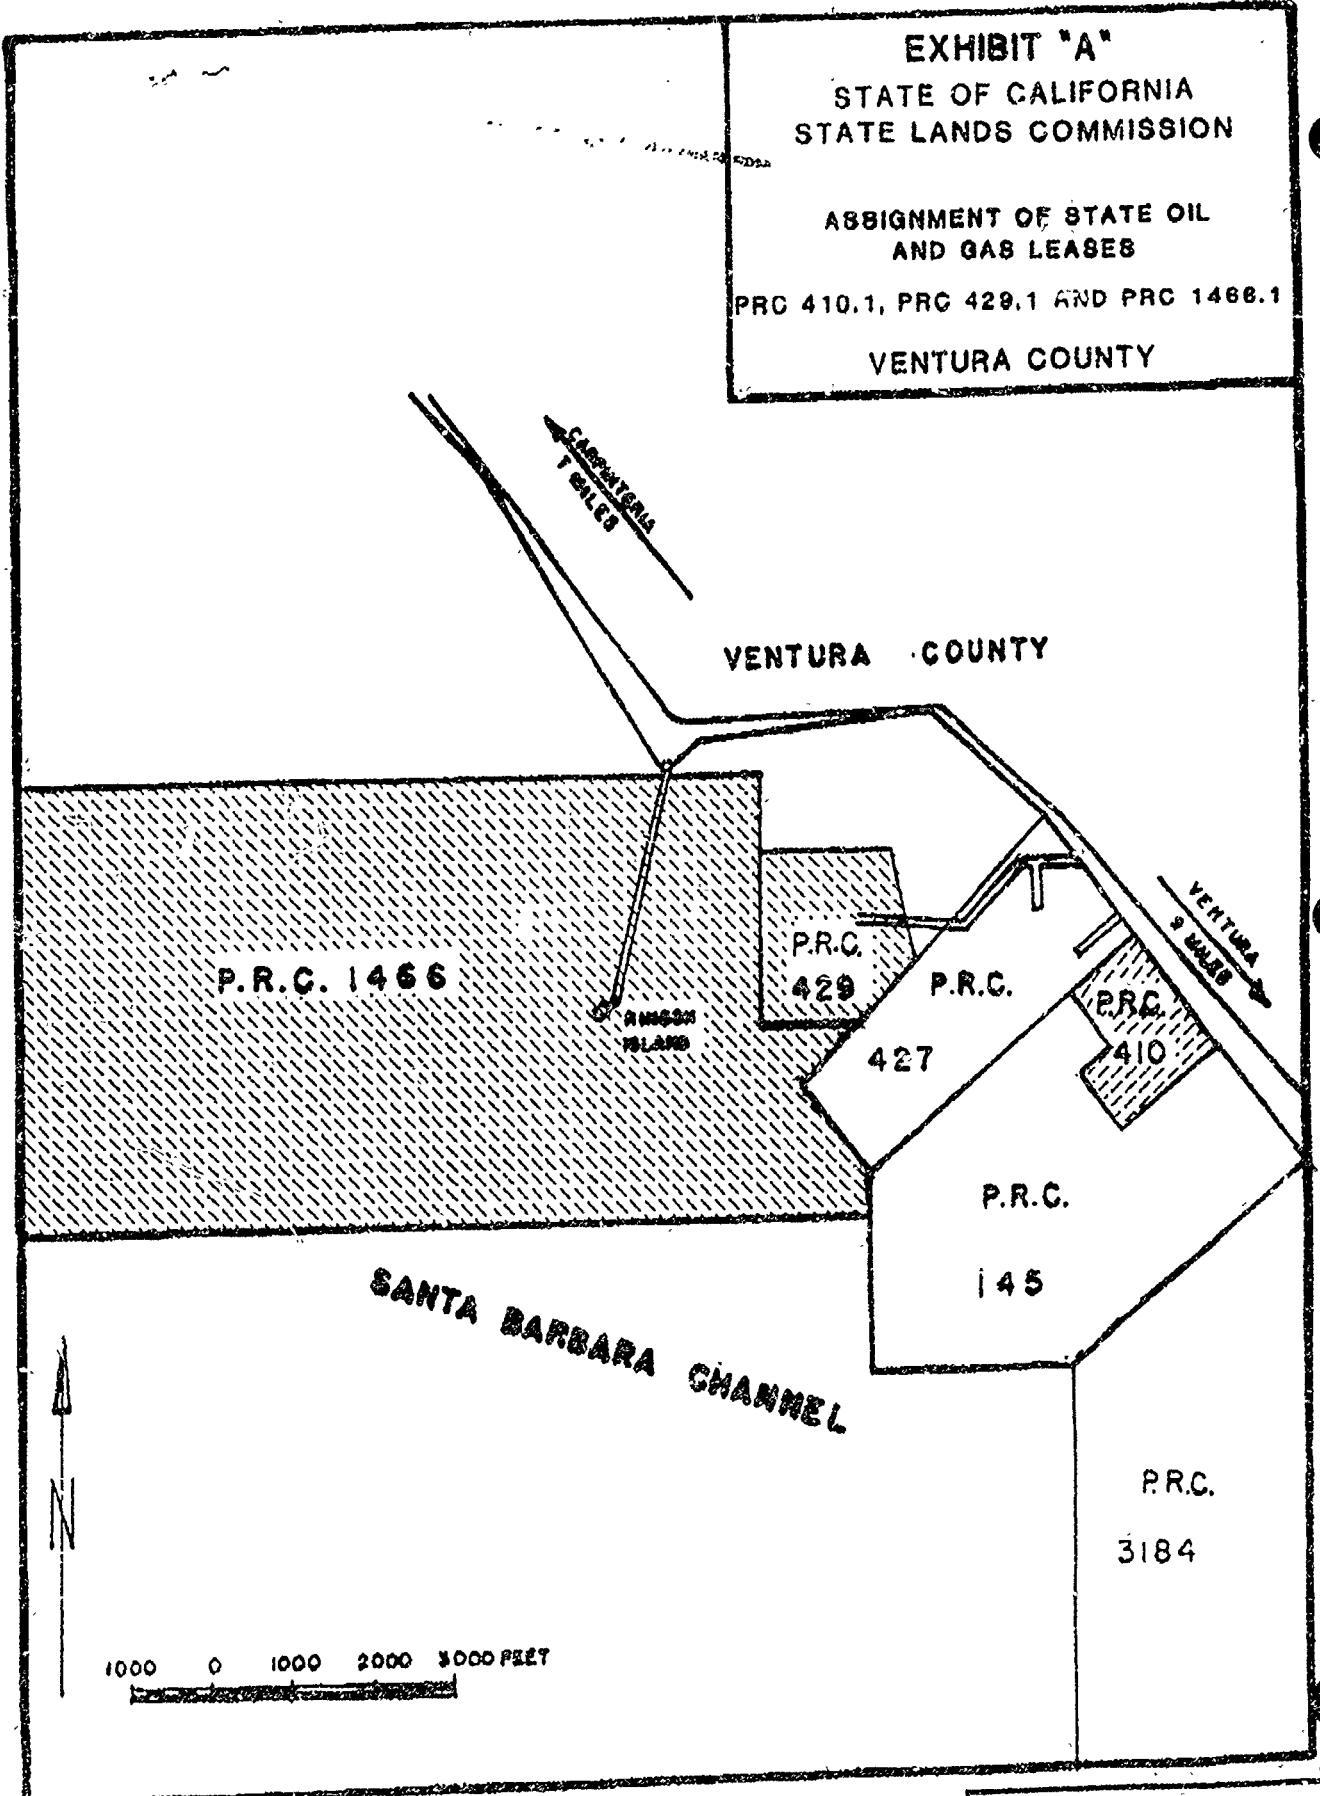 EXHIBIT "A"
STATE OF CALIFORNIA
STATE LANDS COMMISSION
ASSIGNMENT OF STATE OIL
AND GAS LEASES
PRC 410.1, PRC 429.1 AND PRC 1466.1
VENTURA COUNTY
CARPINTERIA
7 MILES
VENTURA COUNTY
VENTURA
9 MILES
P.R.C. 1466
P.R.C.
429
P.R.C.
427
P.R.C.
410
ISLAND
P.R.C.
145
SANTA BARBARA CHANNEL
P.R.C.
3184
N
1000 0 1000 2000 3000 FEET